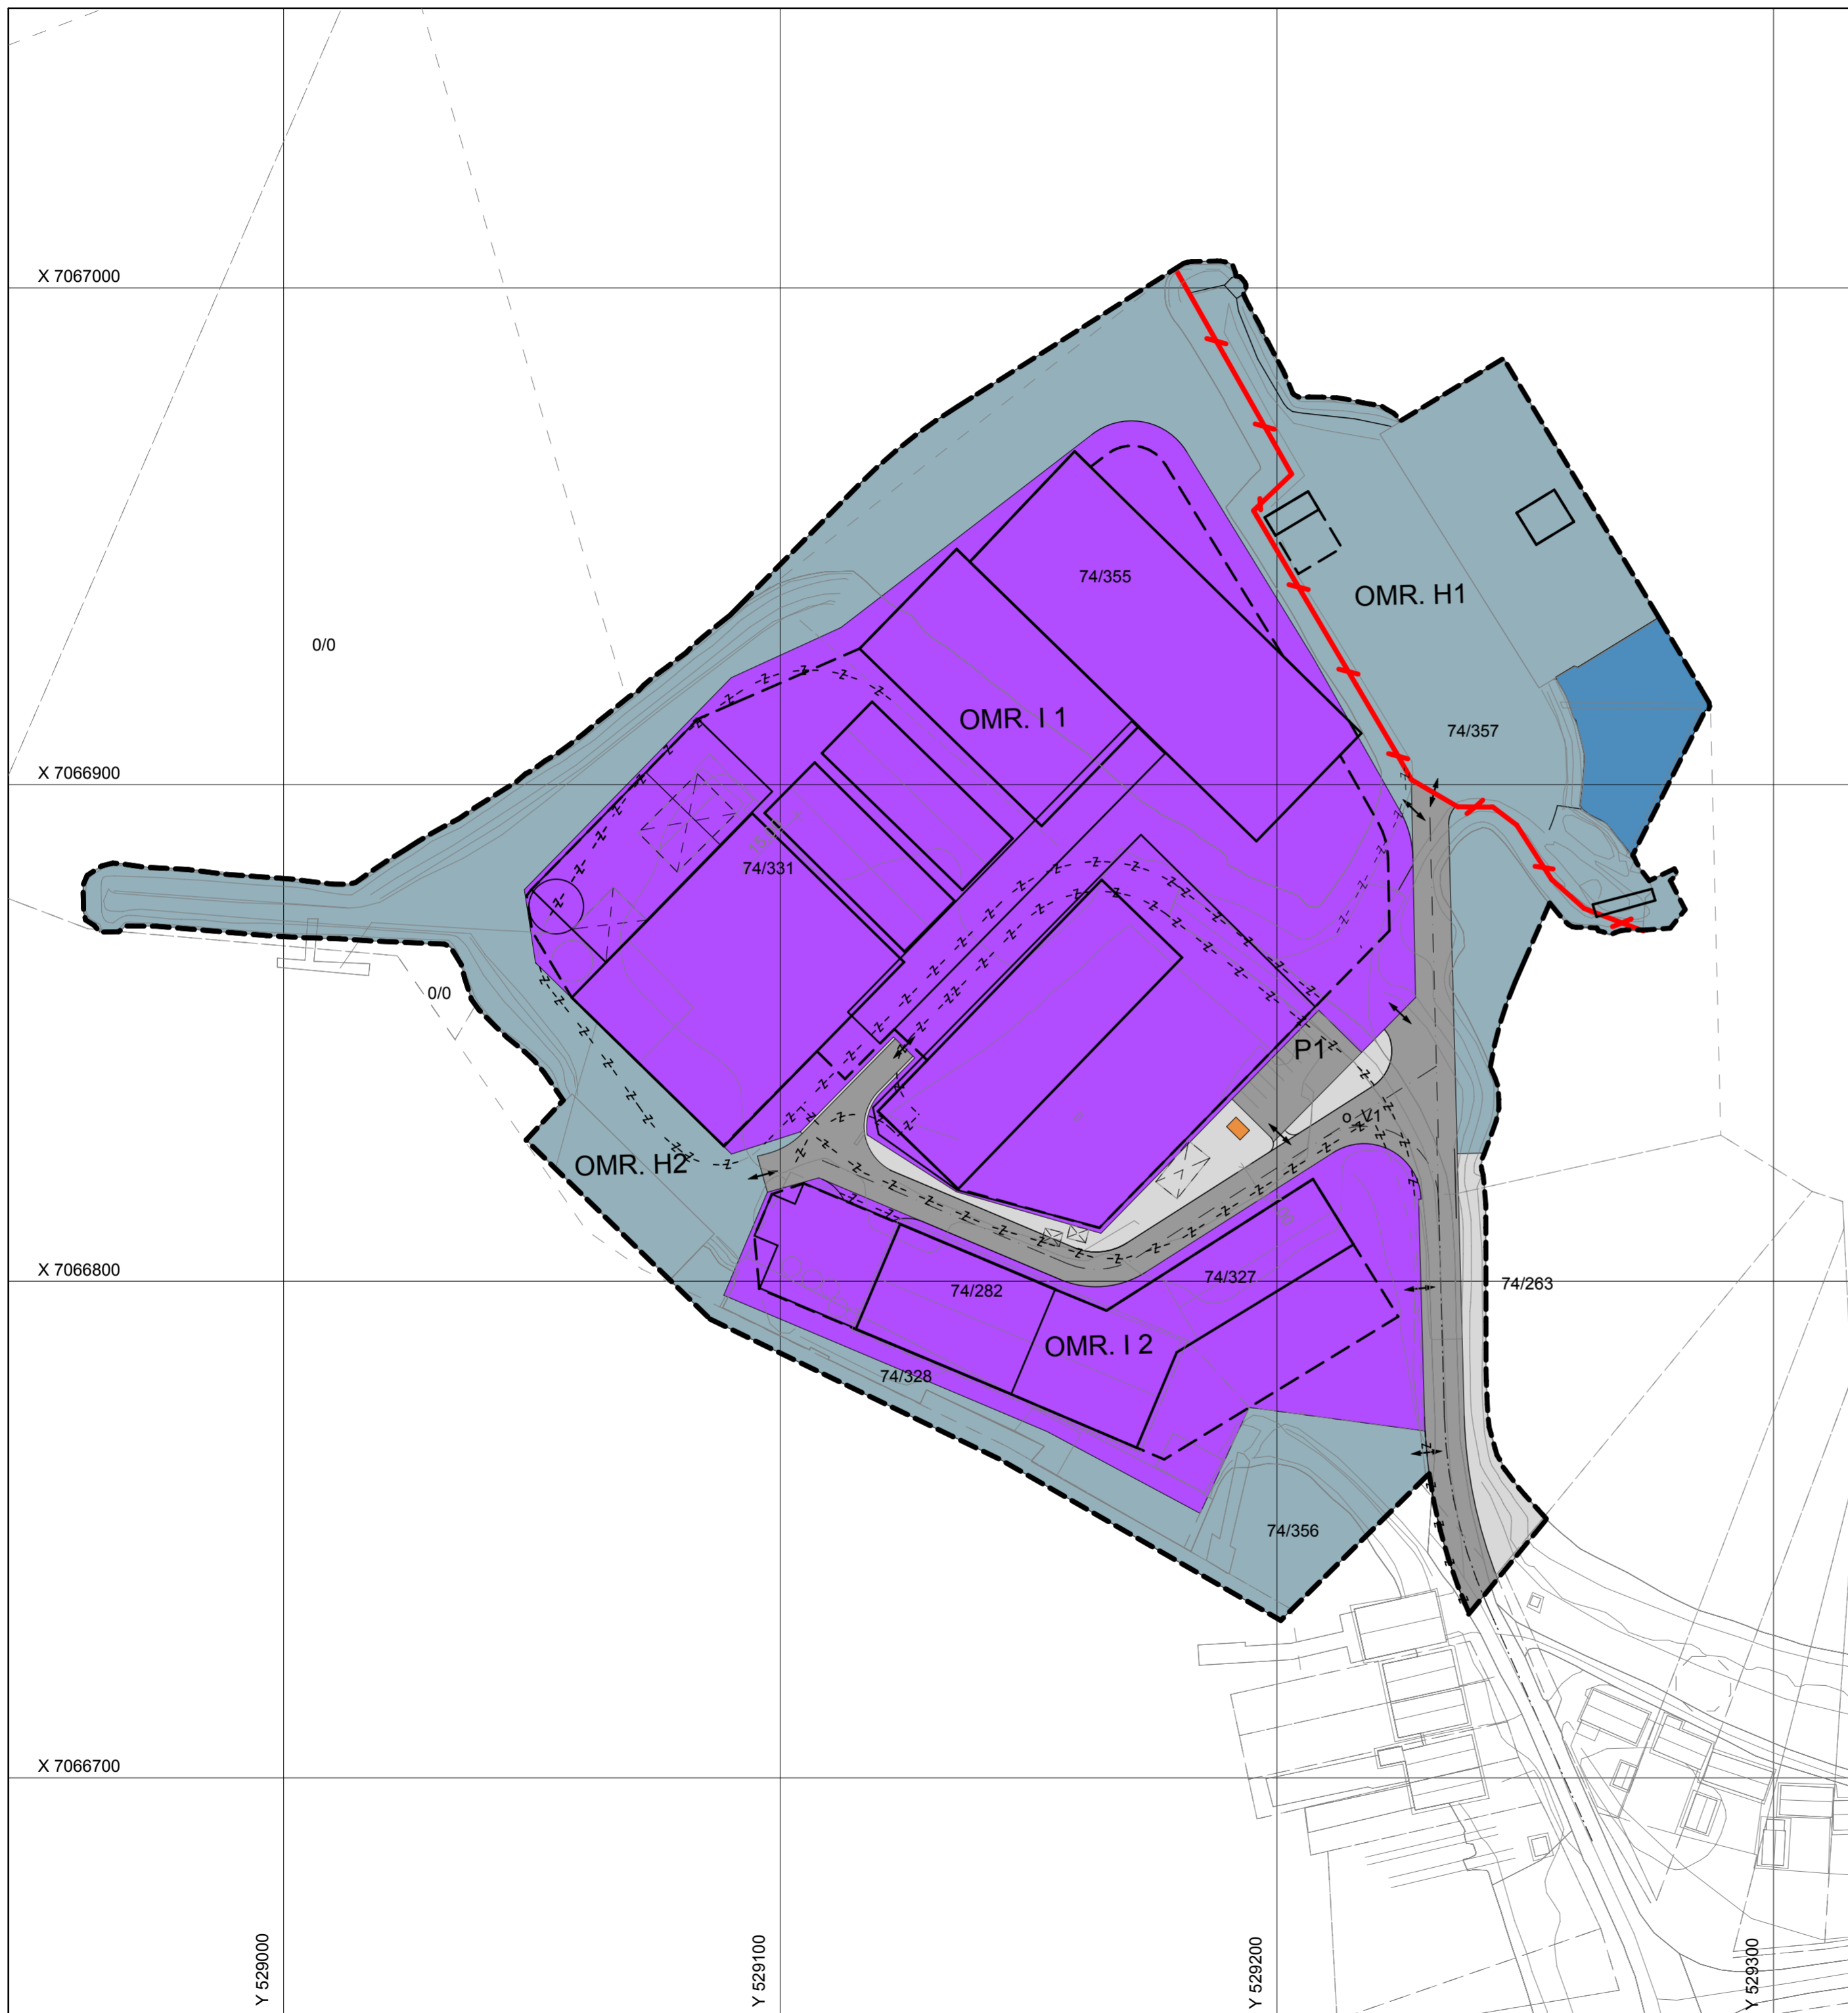 X 7067000
74/355
OMR. H1
0/0
OMR. I 1
74/357
X 7066900
74/331
0/0
P1
o_V1
OMR. H2
X 7066800
74/282
74/327
74/263
OMR. I 2
74/328
74/356
X 7066700
Y 529000
Y 529100
Y 529200
Y 529300